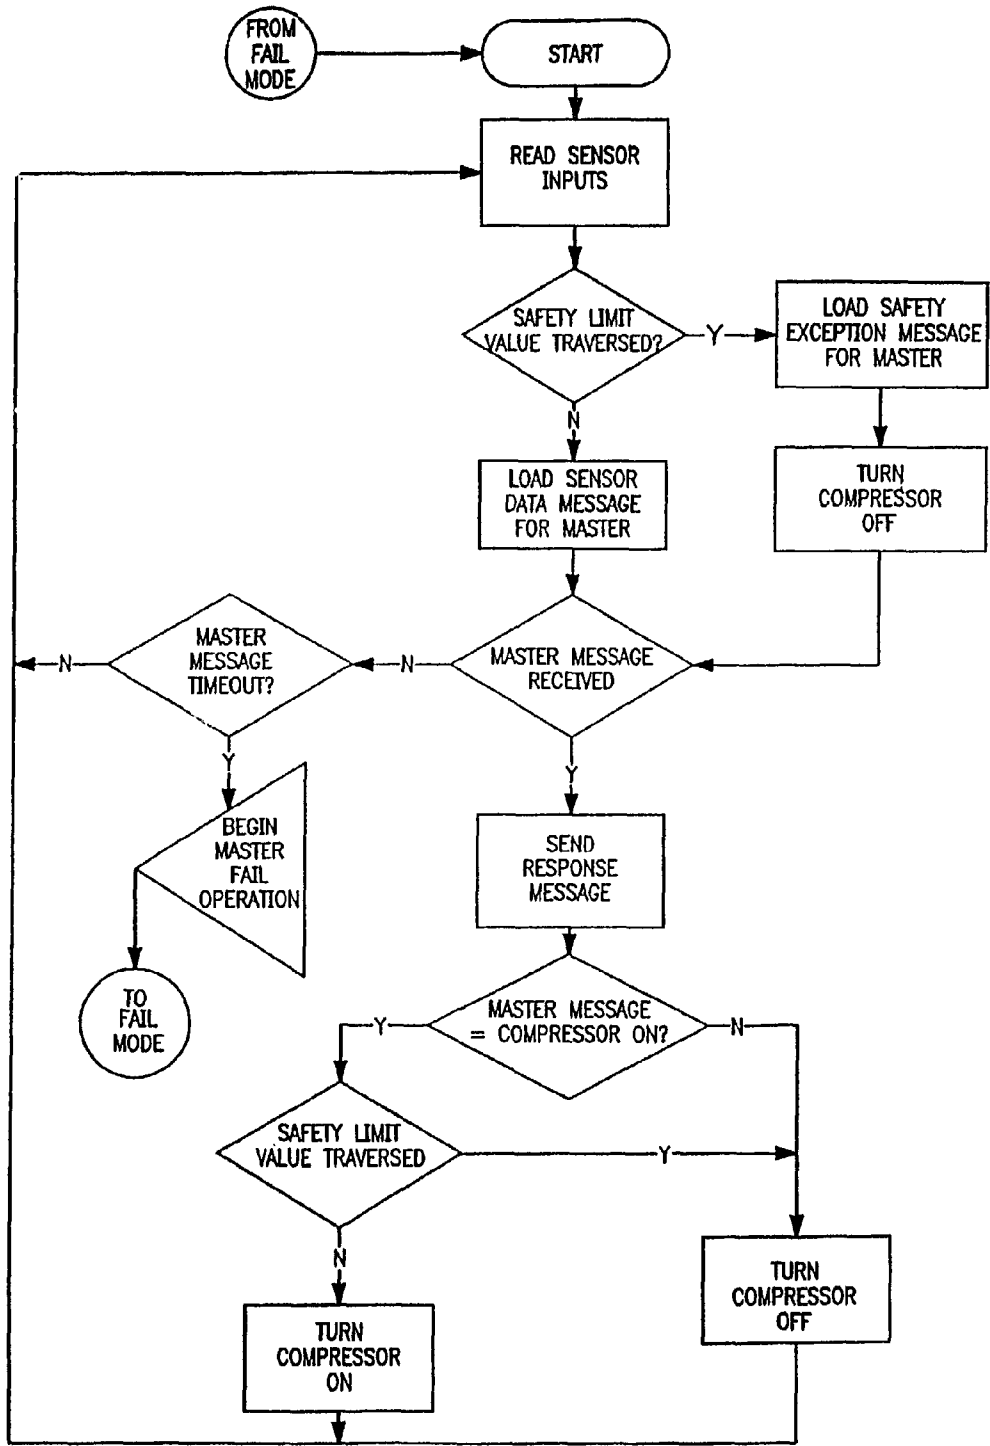 FROM
FAIL
MODE
START
READ SENSOR
INPUTS
SAFETY LIMIT
VALUE TRAVERSED?
Y
LOAD SAFETY
EXCEPTION MESSAGE
FOR MASTER
N
LOAD SENSOR
DATA MESSAGE
FOR MASTER
TURN
COMPRESSOR
OFF
MASTER
MESSAGE
TIMEOUT?
N
N
MASTER MESSAGE
RECEIVED
Y
Y
BEGIN
MASTER
FAIL
OPERATION
SEND
RESPONSE
MESSAGE
TO
FAIL
MODE
MASTER MESSAGE
= COMPRESSOR ON?
Y
N
SAFETY LIMIT
VALUE TRAVERSED
Y
N
TURN
COMPRESSOR
OFF
TURN
COMPRESSOR
ON